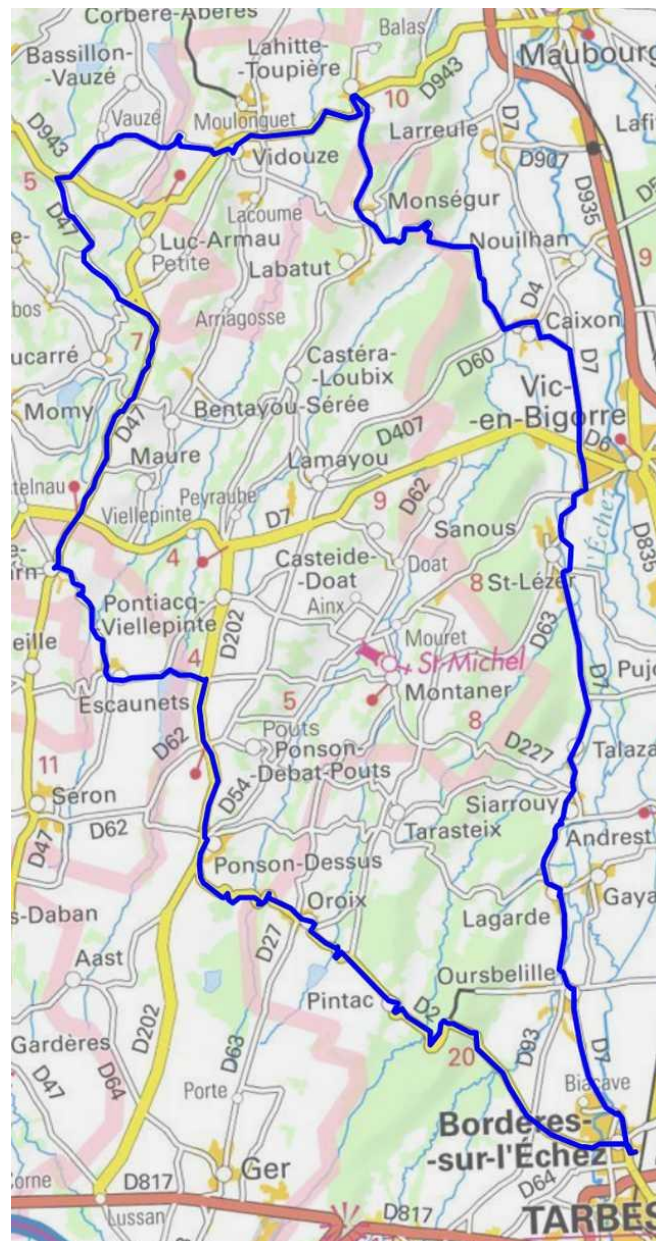 Corbère-Abères
Bassillon-
-Vauzé
Lahitte-
-Toupière
Balas
Maubourg
D943
10
D943
Vauzé
Moulonguet
Vidouze
Larreule
D7
D907
Lafi
D935
5
D47
Lacoume
Monségur
Luc-Armau
Petite
Labatut
Nouilhan
9
bos
Arriagosse
D4
Caixon
ucarré
7
Castéra-
-Loubix
D60
D7
Momy
D47
Bentayou-Sérée
D407
Vic-
-en-Bigorre
D6
Maure
Lamayou
telnau
Peyraube
Viellepinte
D7
9
D62
Sanous
l'Échez
D835
4
Casteide-
-Doat
Doat
8
St-Lézer
Ainx
Pontiacq-
Viellepinte
D202
Mouret
D63
St-Michel
eille
4
Montaner
Pujo
Escaunets
5
D7
D62
Pouts
Ponson-
-Debat-Pouts
8
D227
Talaza
11
Séron
D54
Siarrouy
D47
D62
Tarasteix
Andrest
Ponson-Dessus
s-Daban
Oroix
Lagarde
Gaya
D27
Aast
Oursbelille
Pintac
D2
Gardères
D202
20
D93
D7
D47
D64
D63
Porte
Biacave
Bordères-
-sur-l'Échez
Ger
D64
orne
D817
Lussan
D817
TARBES